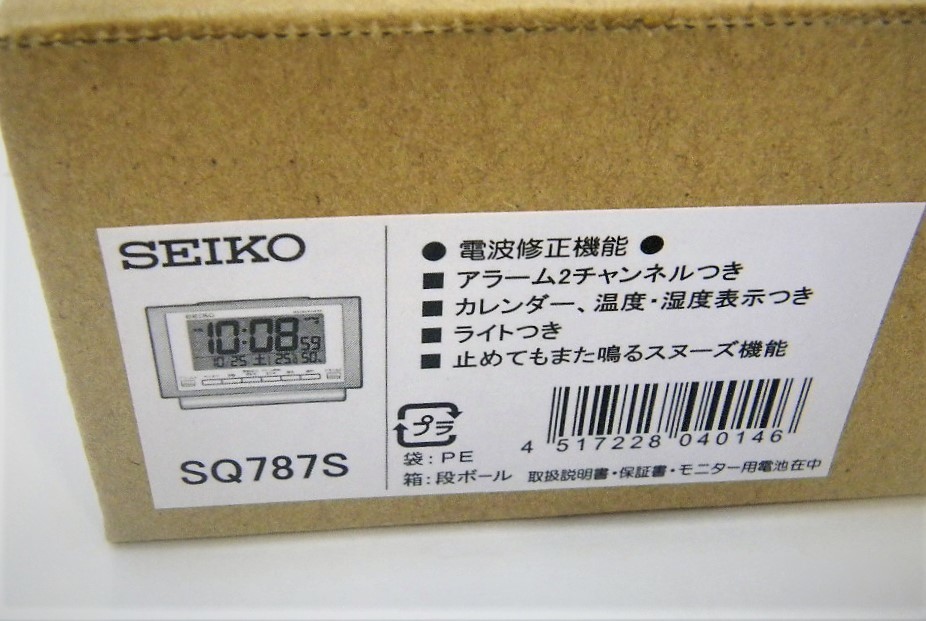 SEIKO
● 電波修正機能 ●
■ アラーム2チャンネルつき
■ カレンダー、温度・湿度表示つき
■ ライトつき
■ 止めてもまた鳴るスヌーズ機能
SEIKO
10:08 59
10/25 土 25 50
SQ787S
プラ
袋：PE
箱：段ボール
4 517228 040146
取扱説明書・保証書・モニター用電池在中